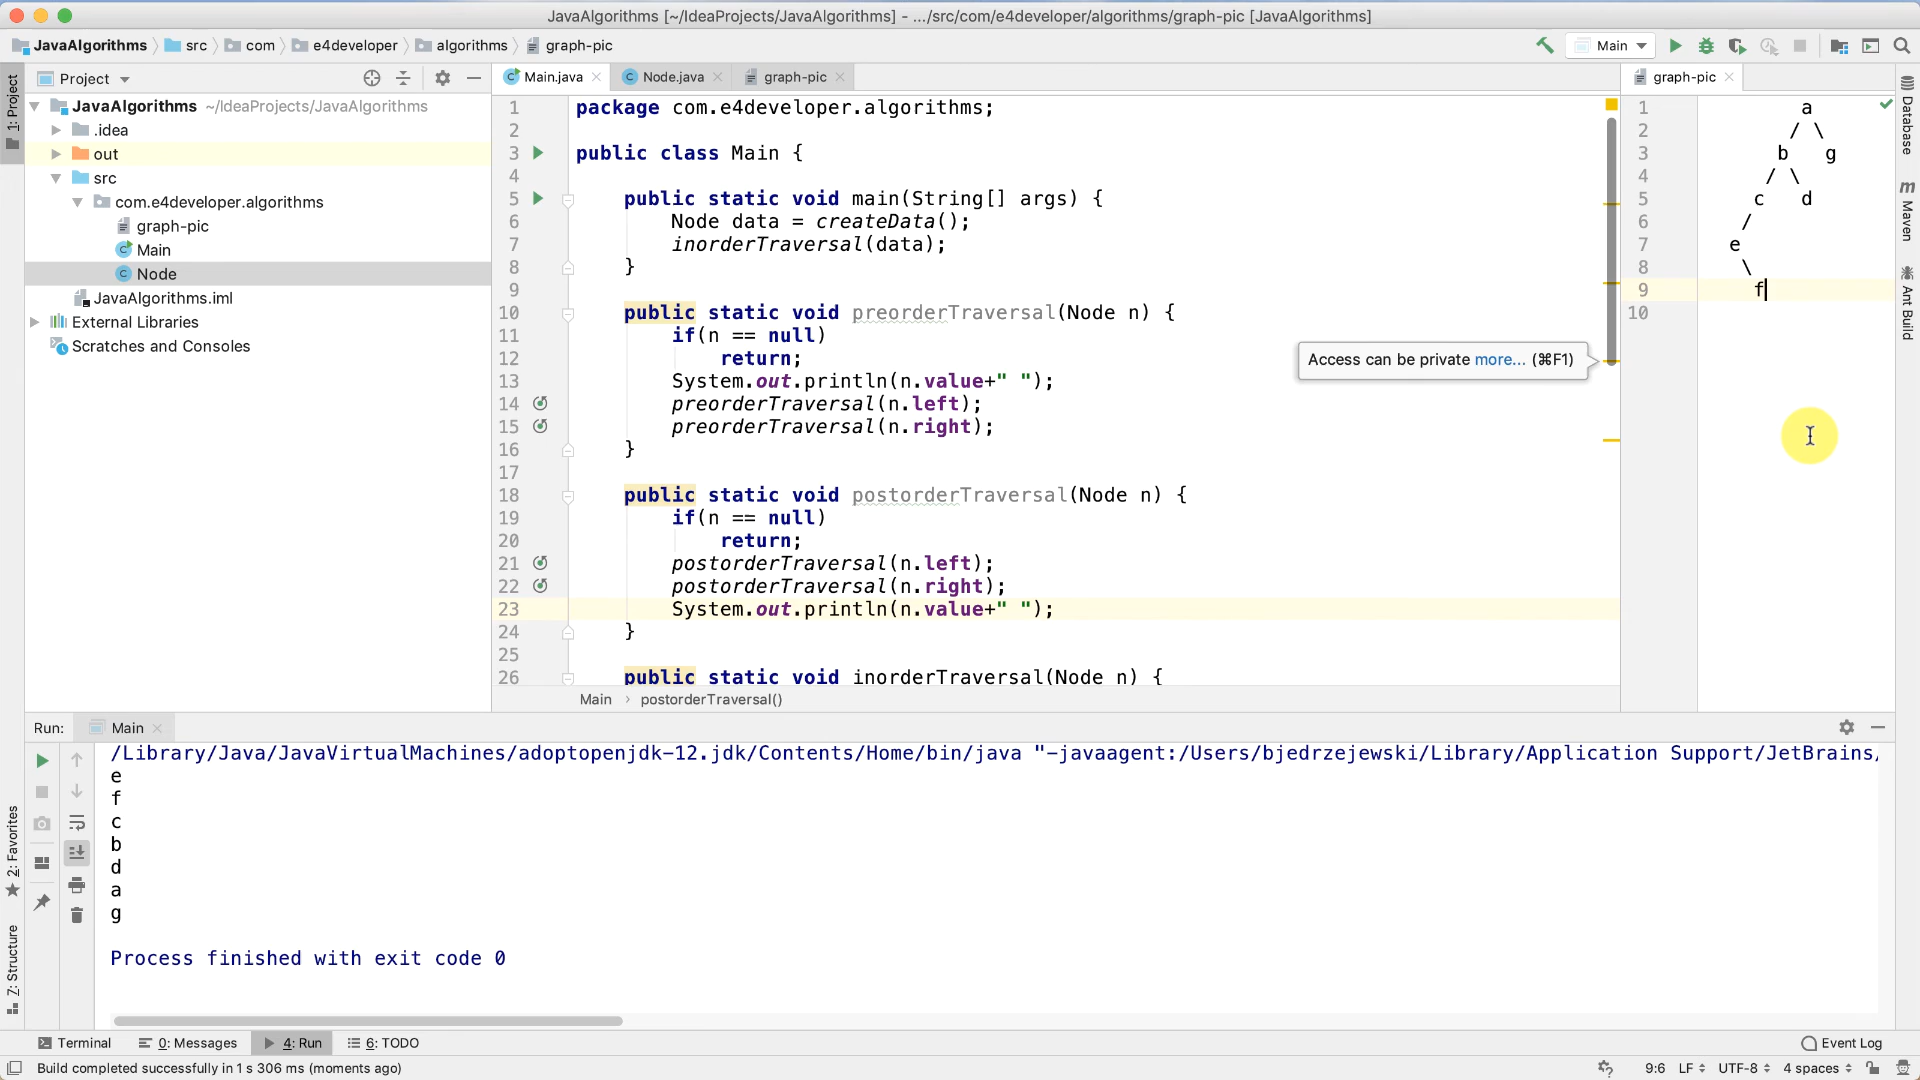 JavaAlgorithms [~/IdeaProjects/JavaAlgorithms] - .../src/com/e4developer/algorithms/graph-pic [JavaAlgorithms]
JavaAlgorithms src com e4developer algorithms graph-pic Main
1: Project
Project
JavaAlgorithms ~/IdeaProjects/JavaAlgorithms
.idea
out
src
com.e4developer.algorithms
graph-pic
Main
Node
JavaAlgorithms.iml
External Libraries
Scratches and Consoles
Main.java Node.java graph-pic
1 package com.e4developer.algorithms;
2
3 public class Main {
4
5 public static void main(String[] args) {
6 Node data = createData();
7 inorderTraversal(data);
8 }
9
10 public static void preorderTraversal(Node n) {
11 if(n == null)
12 return;
13 System.out.println(n.value+" ");
14 preorderTraversal(n.left);
15 preorderTraversal(n.right);
16 }
17
18 public static void postorderTraversal(Node n) {
19 if(n == null)
20 return;
21 postorderTraversal(n.left);
22 postorderTraversal(n.right);
23 System.out.println(n.value+" ");
24 }
25
26 public static void inorderTraversal(Node n) {
Main › postorderTraversal()
Access can be private more... (⌘F1)
graph-pic
1 a
2 / \
3 b g
4 / \
5 c d
6 /
7 e
8 \
9 f
10
Database
Maven
Ant Build
Run: Main
/Library/Java/JavaVirtualMachines/adoptopenjdk-12.jdk/Contents/Home/bin/java "-javaagent:/Users/bjedrzejewski/Library/Application Support/JetBrains/
e
f
c
b
d
a
g
Process finished with exit code 0
2: Favorites
7: Structure
Terminal 0: Messages 4: Run 6: TODO Event Log
Build completed successfully in 1 s 306 ms (moments ago) 9:6 LF UTF-8 4 spaces